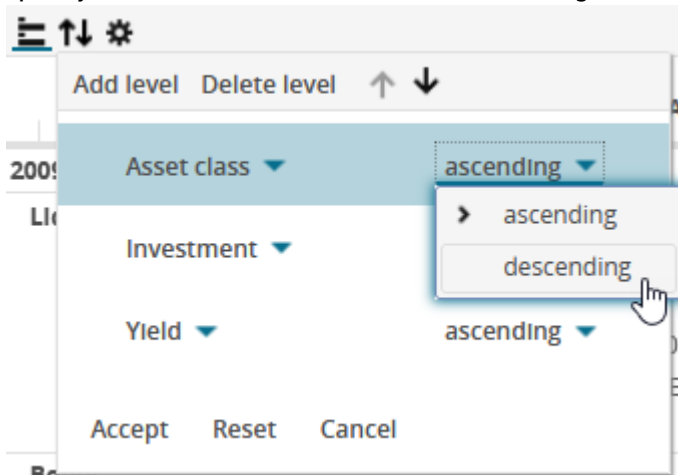 Add level Delete level
2009
Asset class ascending
ascending
Investment
descending
Yield ascending
Accept Reset Cancel